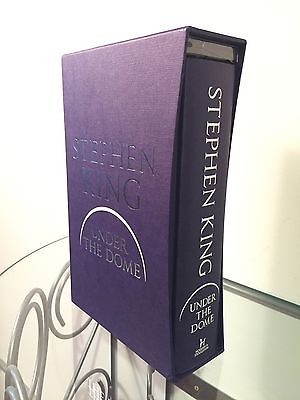 STEPHEN
KING
UNDER
THE DOME
STEPHEN KING
UNDER
THE
DOME